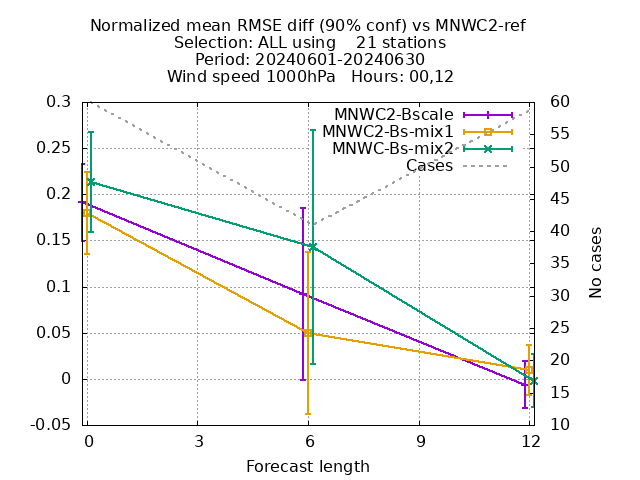 Normalized mean RMSE diff (90% conf) vs MNWC2-ref
Selection: ALL using    21 stations
Period: 20240601-20240630
Wind speed 1000hPa   Hours: 00,12
MNWC2-Bscale
MNWC2-Bs-mix1
MNWC-Bs-mix2
Cases
0.3
0.25
0.2
0.15
0.1
0.05
0
-0.05
60
55
50
45
40
35
30
25
20
15
10
No cases
0
3
6
9
12
Forecast length